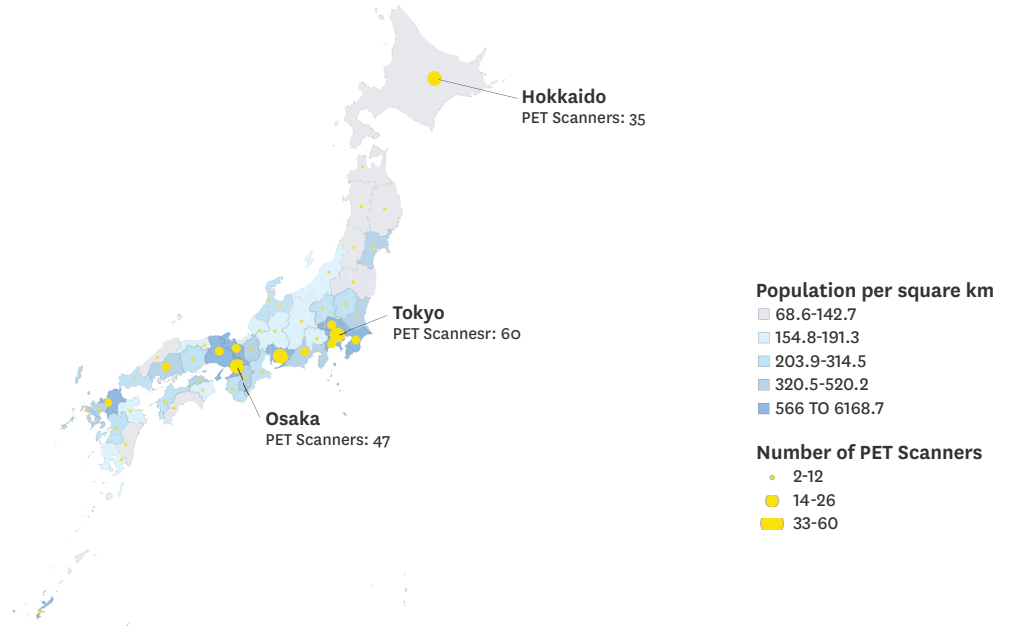 Hokkaido
PET Scanners: 35
Tokyo
PET Scannesr: 60
Osaka
PET Scanners: 47
Population per square km
68.6-142.7
154.8-191.3
203.9-314.5
320.5-520.2
566 TO 6168.7
Number of PET Scanners
2-12
14-26
33-60